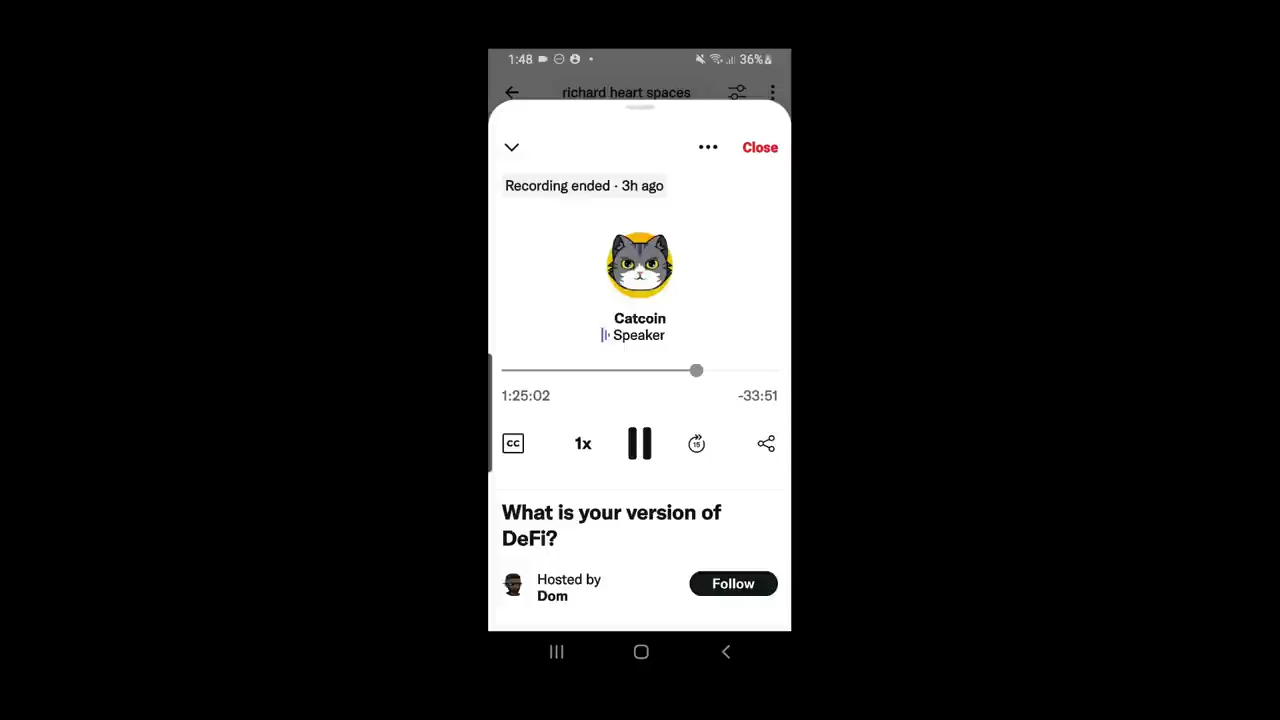 1:48 36%
richard heart spaces
Close
Recording ended · 3h ago
Catcoin
Speaker
1:25:02 -33:51
CC 1x 15
What is your version of
DeFi?
Hosted by
Dom
Follow